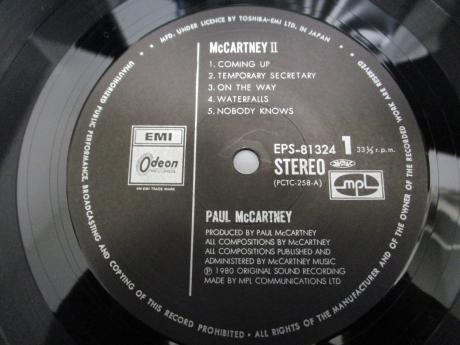 MFD. UNDER LICENCE BY TOSHIBA-EMI LTD. IN JAPAN
UNAUTHORIZED PUBLIC PERFORMANCE, BROADCASTING AND COPYING OF THIS RECORD PROHIBITED • ALL RIGHTS OF THE MANUFACTURER AND OF THE OWNER OF THE RECORDED WORK ARE RESERVED
McCARTNEY II
1. COMING UP
2. TEMPORARY SECRETARY
3. ON THE WAY
4. WATERFALLS
5. NOBODY KNOWS
EMI
Odeon
AN EMI TRADE MARK
EPS-81324 1 33⅓ r.p.m.
STEREO
(PCTC-258-A)
MPL
PAUL McCARTNEY
PRODUCED BY PAUL McCARTNEY
ALL COMPOSITIONS BY McCARTNEY
ALL COMPOSITIONS PUBLISHED AND
ADMINISTERED BY McCARTNEY MUSIC
℗ 1980 ORIGINAL SOUND RECORDING
MADE BY MPL COMMUNICATIONS LTD